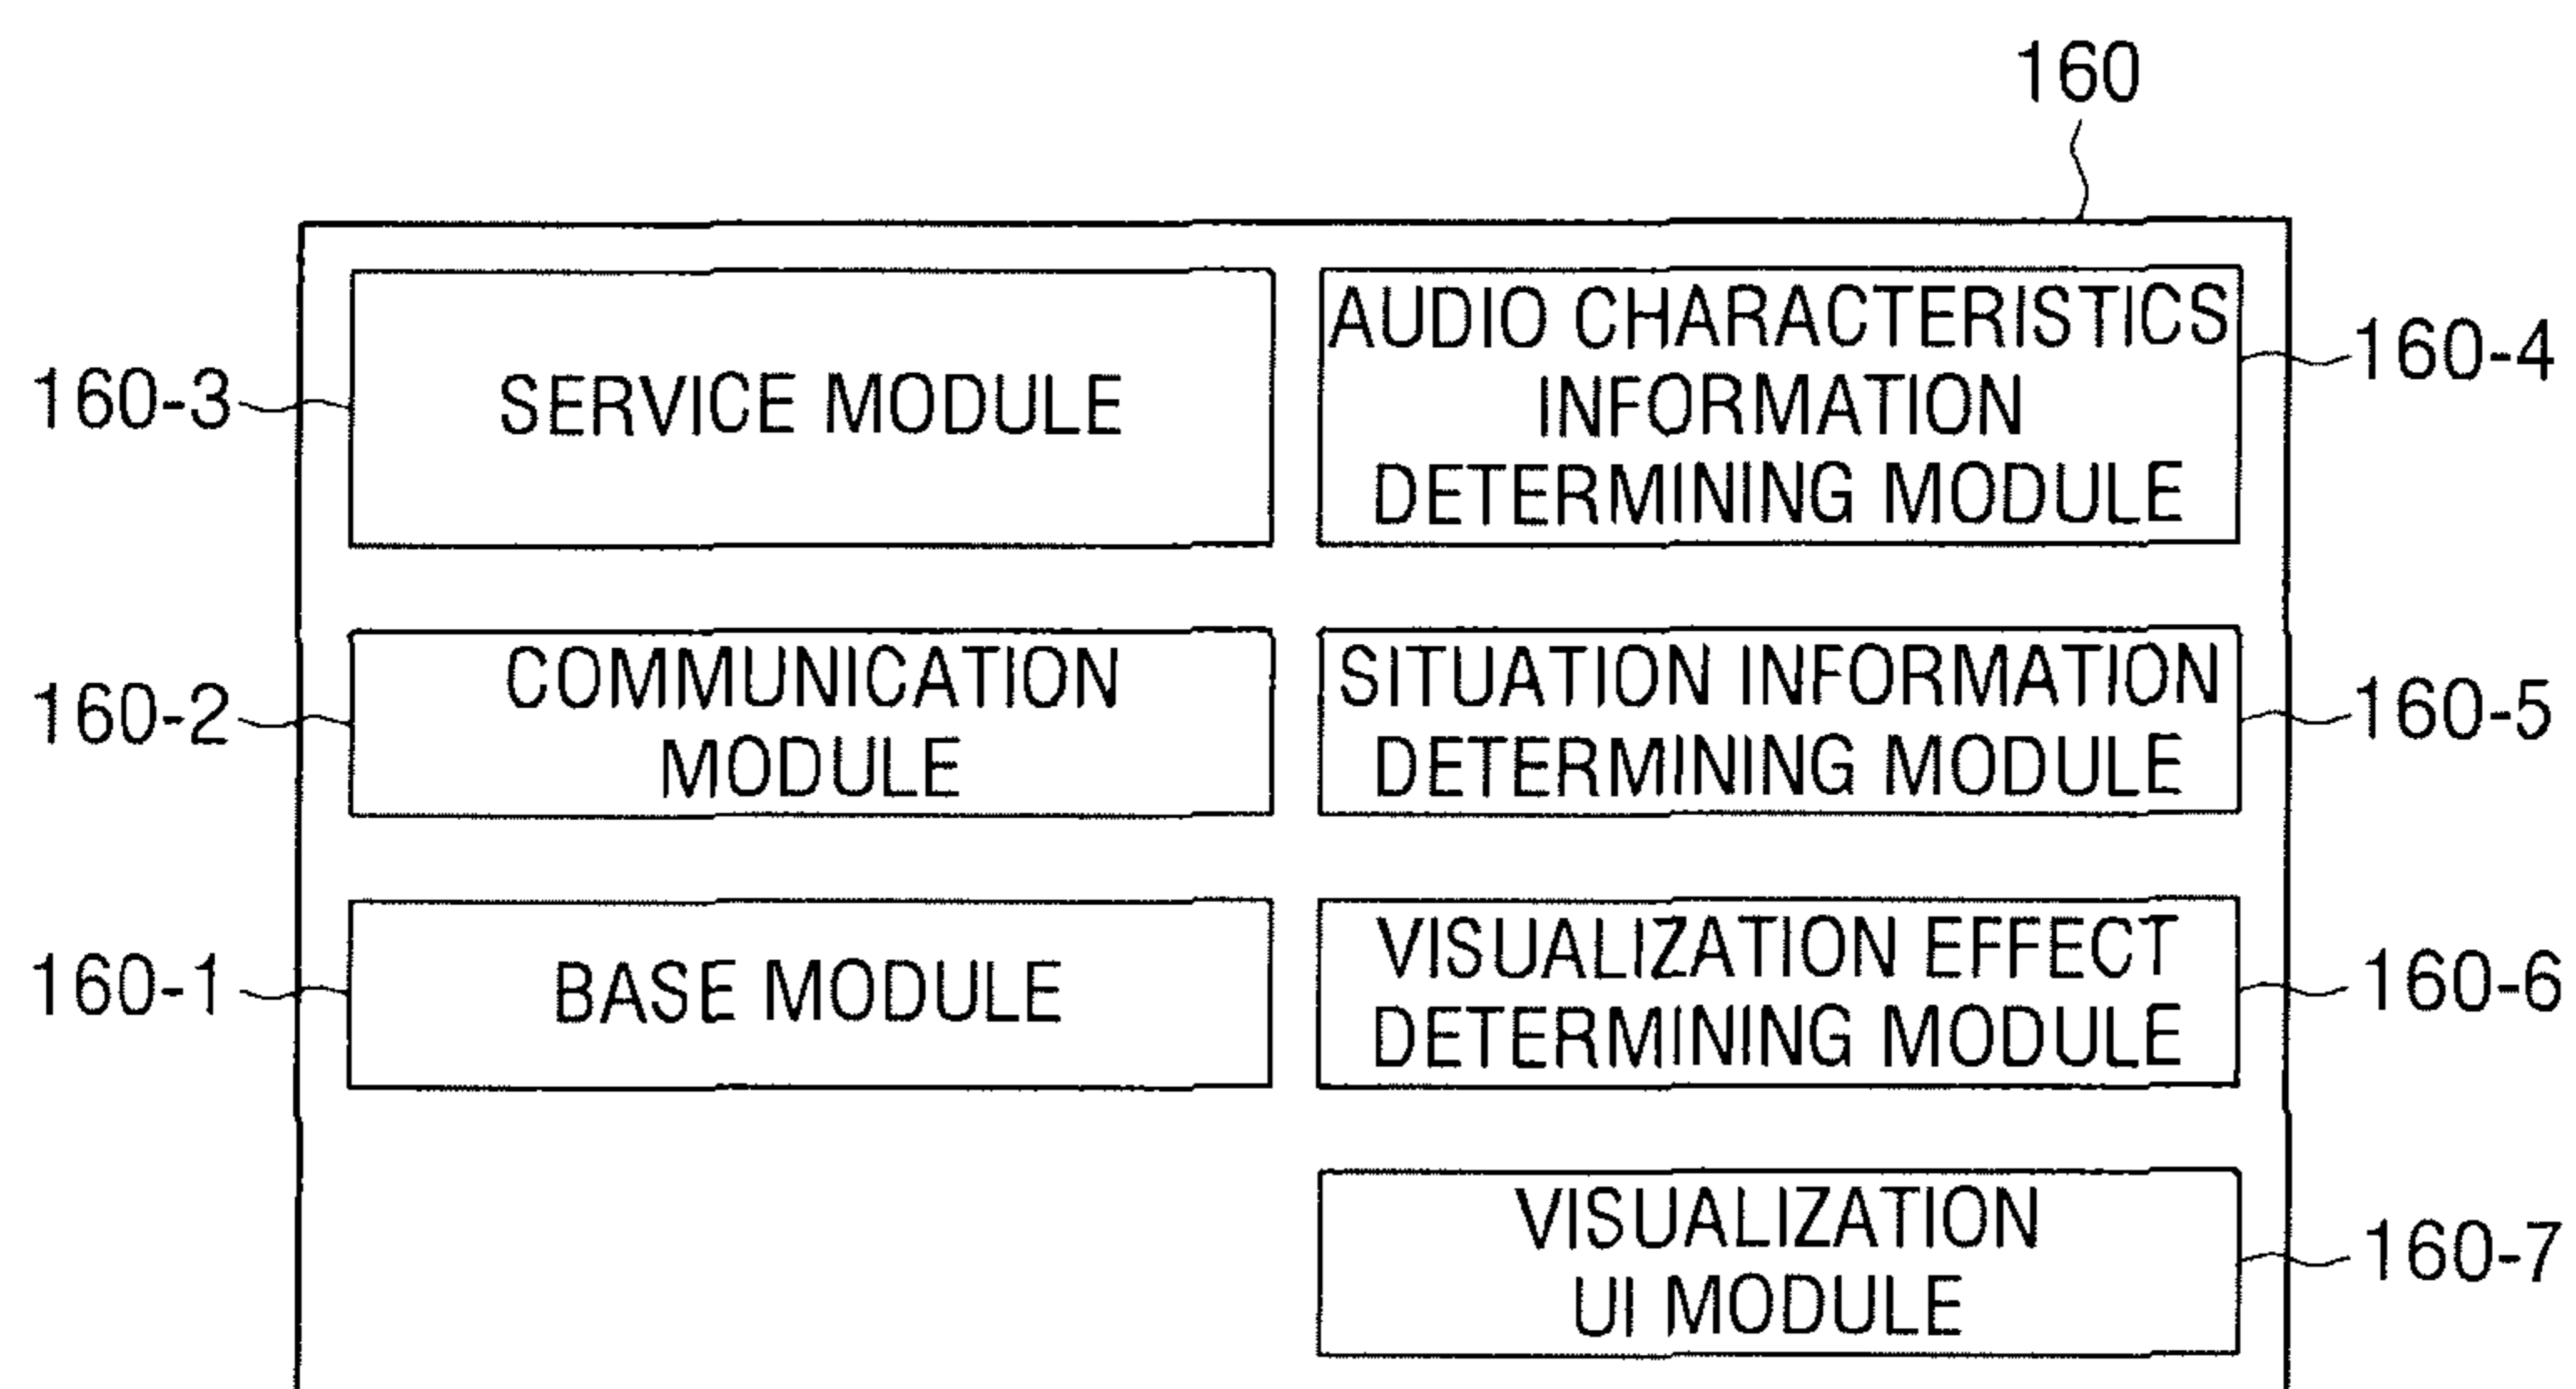 160
160-3
SERVICE MODULE
AUDIO CHARACTERISTICS
INFORMATION
DETERMINING MODULE
160-4
160-2
COMMUNICATION
MODULE
SITUATION INFORMATION
DETERMINING MODULE
160-5
160-1
BASE MODULE
VISUALIZATION EFFECT
DETERMINING MODULE
160-6
VISUALIZATION
UI MODULE
160-7